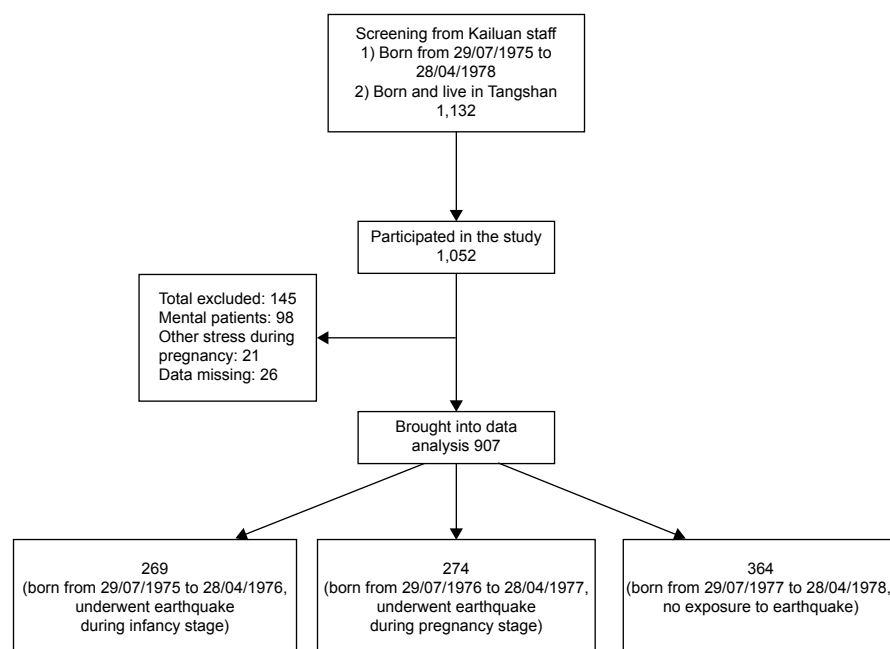 Screening from Kailuan staff
1) Born from 29/07/1975 to
28/04/1978
2) Born and live in Tangshan
1,132
Participated in the study
1,052
Total excluded: 145
Mental patients: 98
Other stress during
pregnancy: 21
Data missing: 26
Brought into data
analysis 907
269
(born from 29/07/1975 to 28/04/1976,
underwent earthquake
during infancy stage)
274
(born from 29/07/1976 to 28/04/1977,
underwent earthquake
during pregnancy stage)
364
(born from 29/07/1977 to 28/04/1978,
no exposure to earthquake)